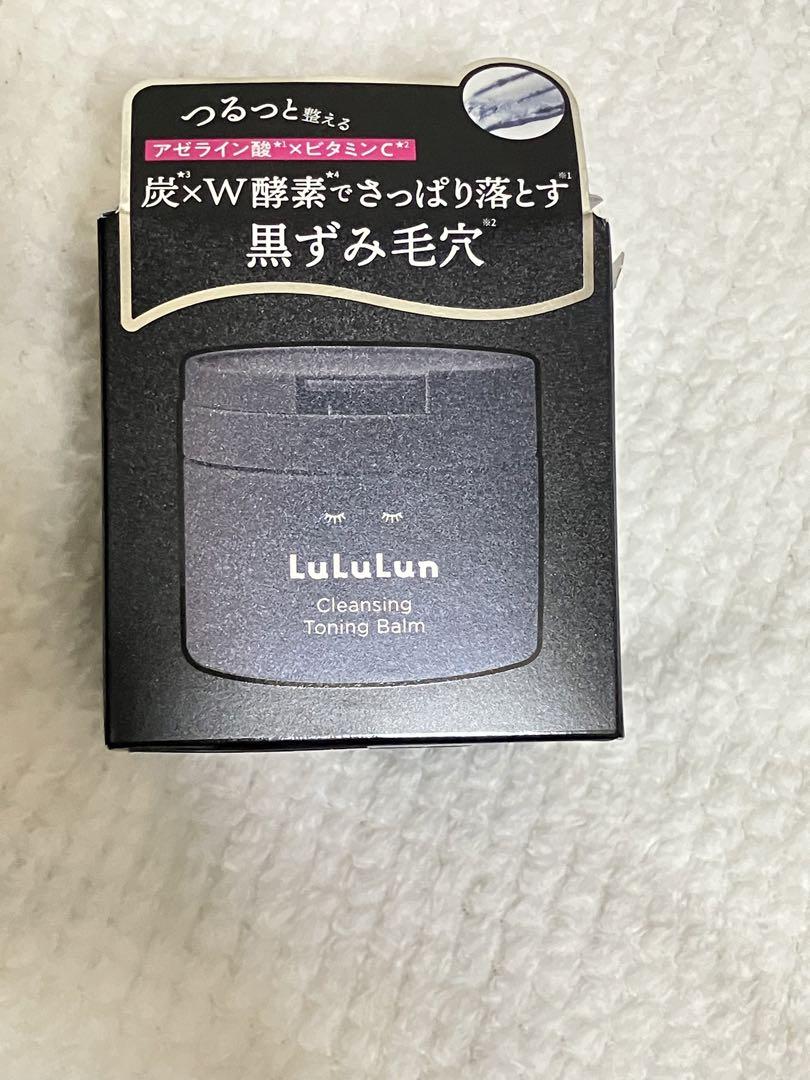 つるつと整える
アゼライン酸★1×ビタミンC★2
炭★3×W酵素★4でさっぱり落とす※1
黒ずみ毛穴※2
LuLuLun
Cleansing
Toning Balm